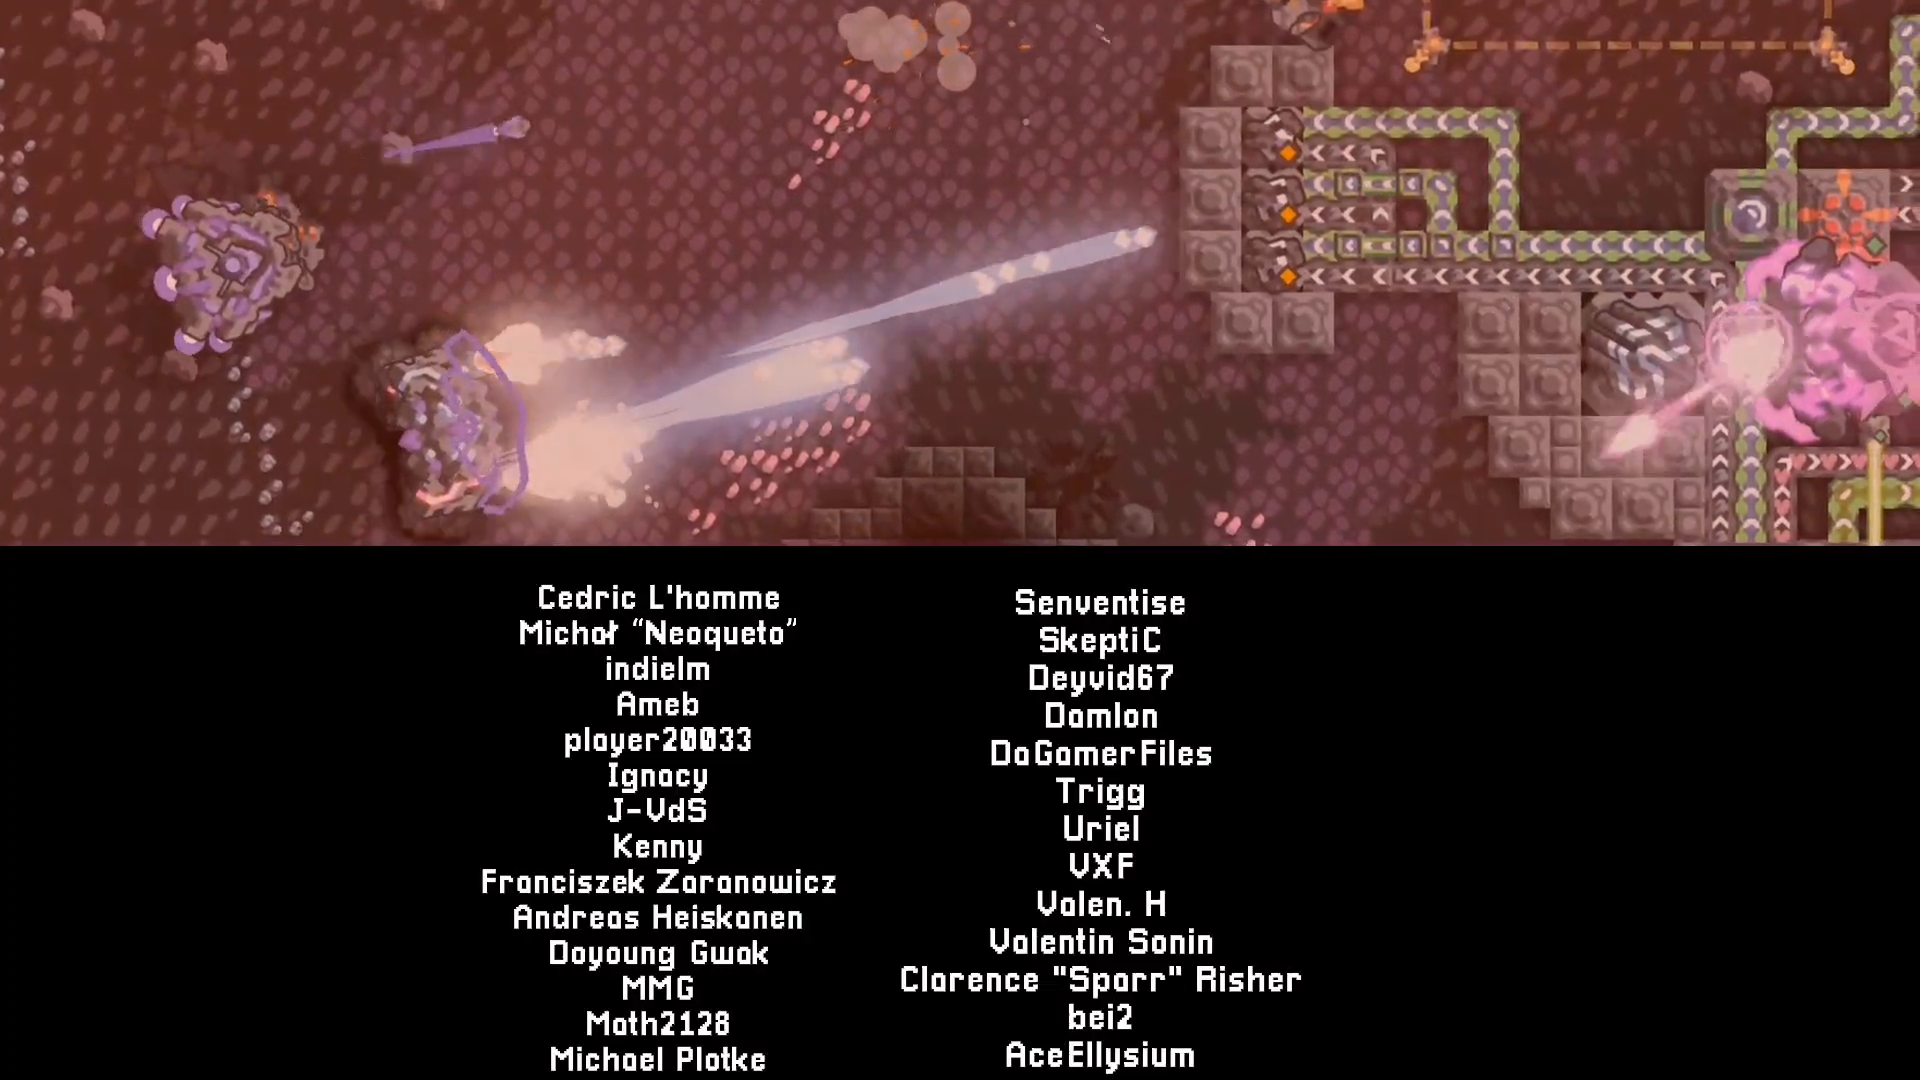 Cedric L'homme
Michał “Neoqueto”
indielm
Ameb
player20033
Ignacy
J-VdS
Kenny
Franciszek Zaranowicz
Andreas Heiskanen
Doyoung Gwak
MMG
Math2128
Michael Plotke
Senventise
SkeptiC
Deyvid67
Damlon
DaGamerFiles
Trigg
Uriel
VXF
Valen. H
Valentin Sonin
Clarence "Sparr" Risher
bei2
AceEllysium